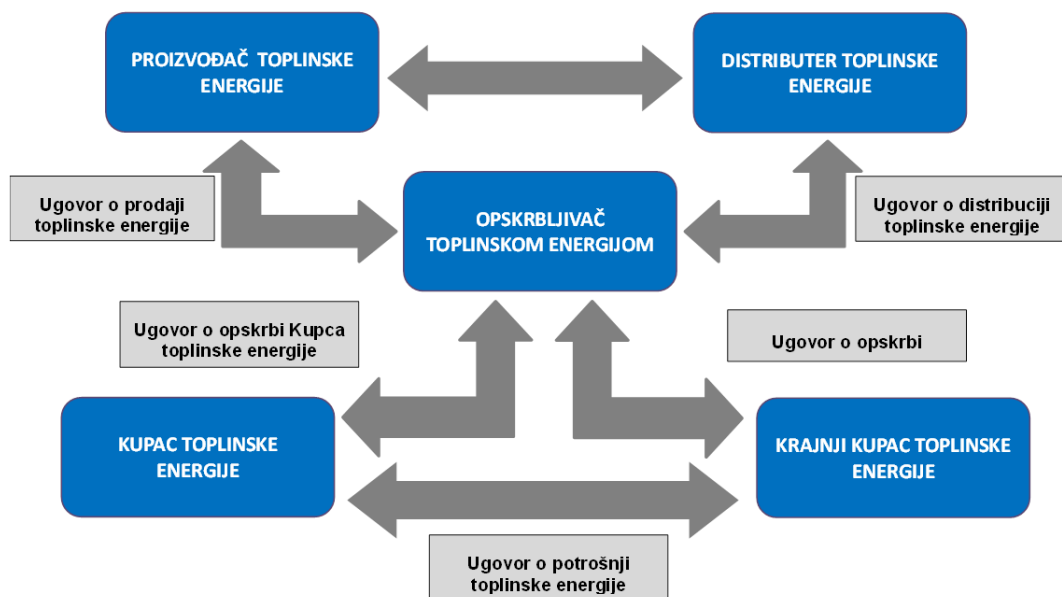 PROIZVOĐAČ TOPLINSKE
ENERGIJE
DISTRIBUTER TOPLINSKE
ENERGIJE
Ugovor o prodaji
toplinske energije
OPSKRBLJIVAČ
TOPLINSKOM ENERGIJOM
Ugovor o distribuciji
toplinske energije
Ugovor o opskrbi Kupca
toplinske energije
Ugovor o opskrbi
KUPAC TOPLINSKE
ENERGIJE
KRAJNJI KUPAC TOPLINSKE
ENERGIJE
Ugovor o potrošnji
toplinske energije